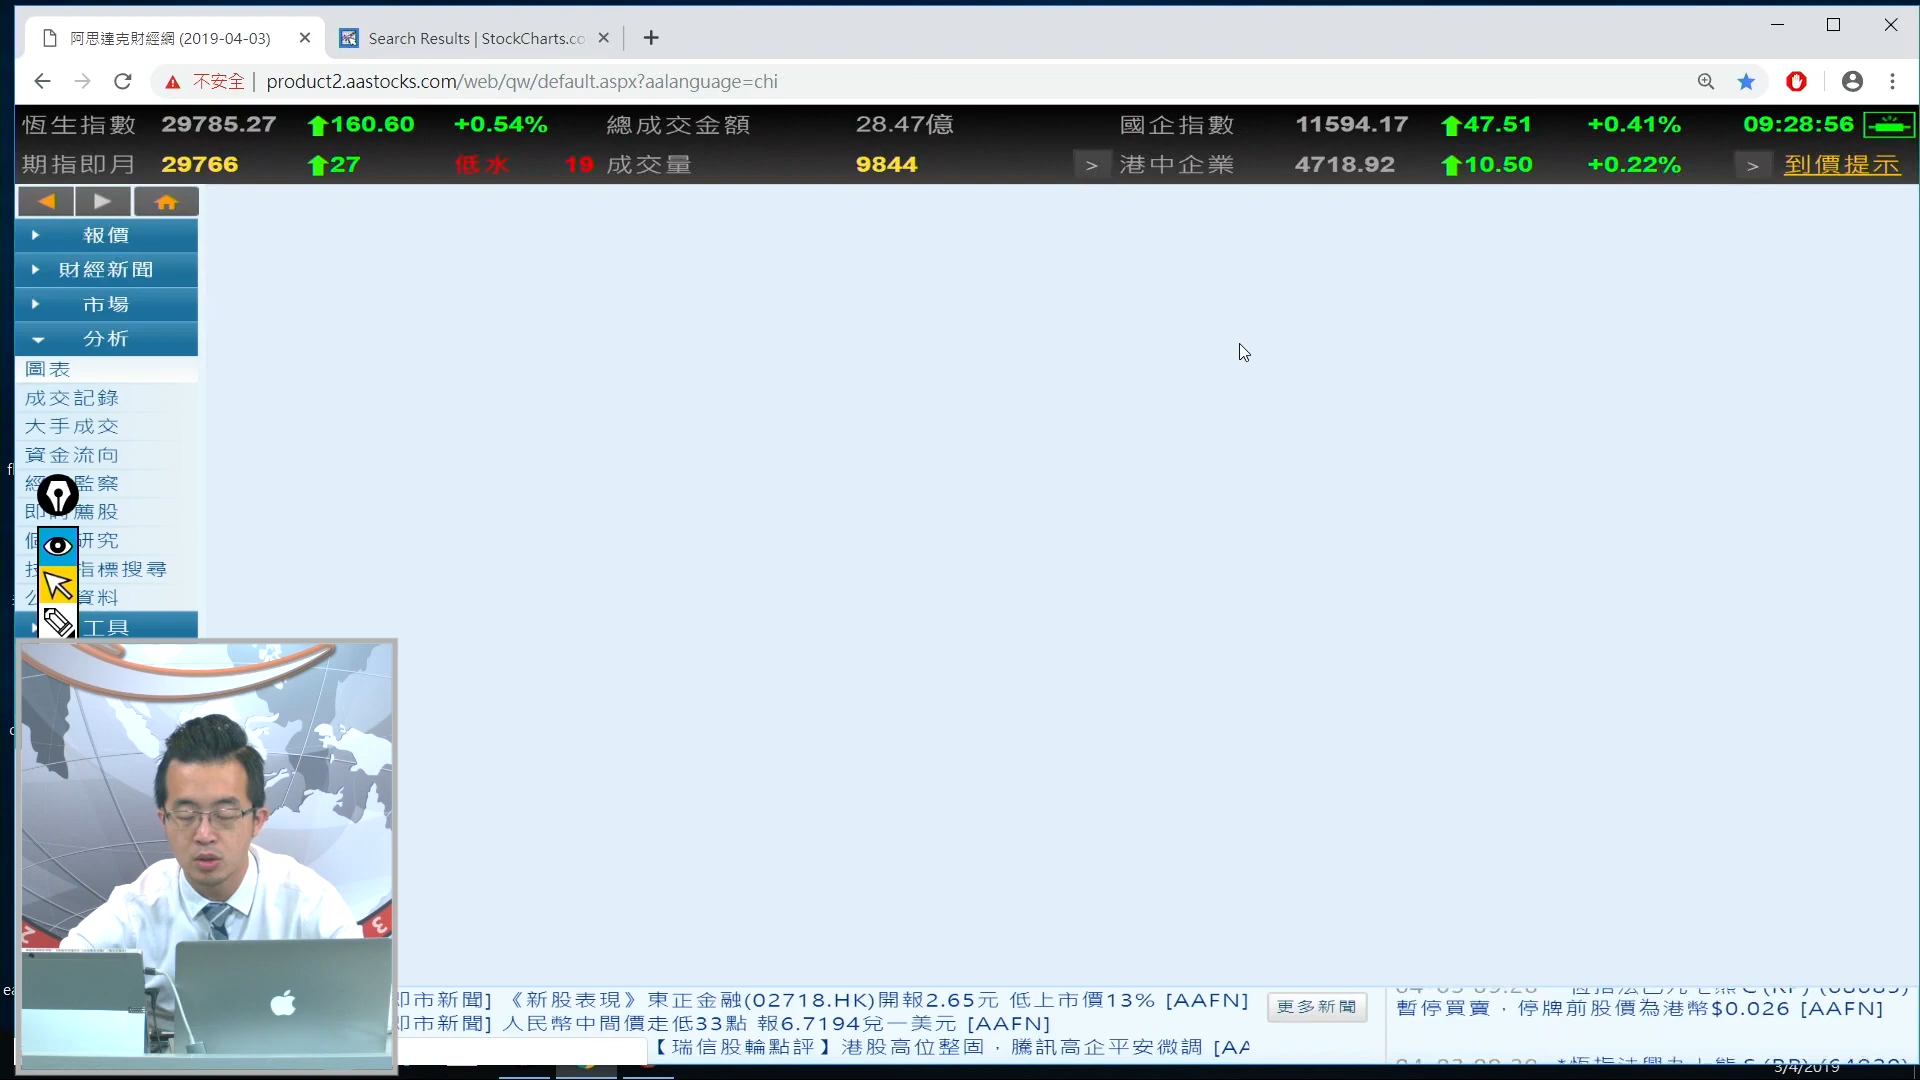 阿思達克財經網 (2019-04-03)
Search Results | StockCharts.co
不安全 | product2.aastocks.com/web/qw/default.aspx?aalanguage=chi
恆生指數 29785.27 160.60 +0.54% 總成交金額 28.47億 國企指數 11594.17 47.51 +0.41% 09:28:56
期指即月 29766 27 低水 19 成交量 9844 > 港中企業 4718.92 10.50 +0.22% > 到價提示
報價
財經新聞
市場
分析
圖表
成交記錄
大手成交
資金流向
監察
薦股
研究
指標搜尋
資料
工具
即市新聞] 《新股表現》東正金融(02718.HK)開報2.65元 低上市價13% [AAFN]
更多新聞
暫停買賣，停牌前股價為港幣$0.026 [AAFN]
即市新聞] 人民幣中間價走低33點 報6.7194兌一美元 [AAFN]
【瑞信股輪點評】港股高位整固，騰訊高企平安微調 [AA
3/4/2019